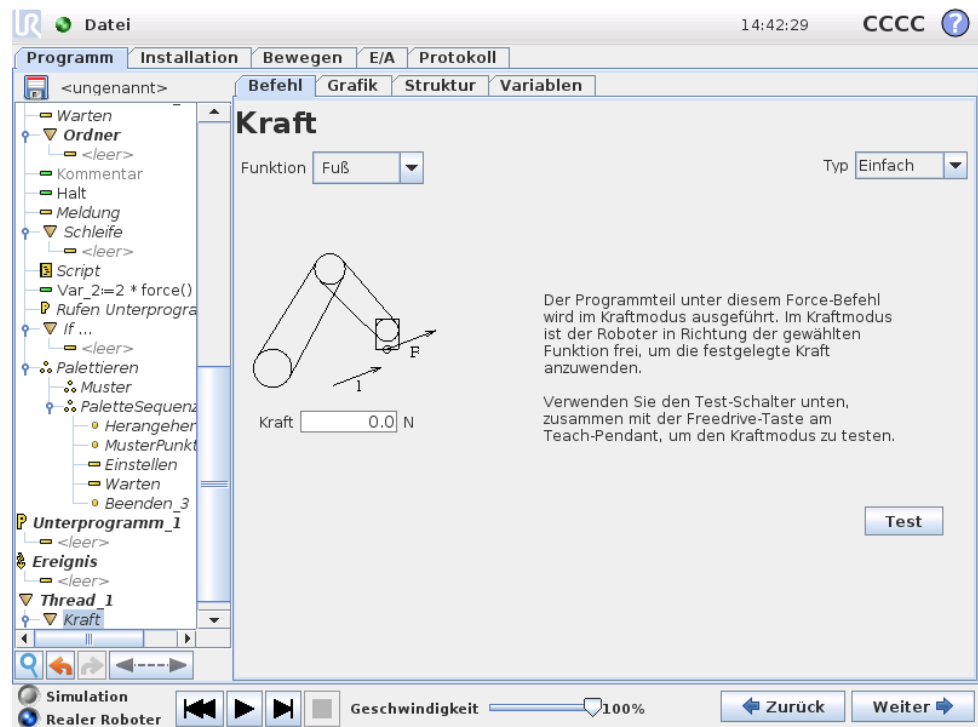 UR Datei 14:42:29 CCCC ?
Programm Installation Bewegen E/A Protokoll
<ungenannt>
Befehl Grafik Struktur Variablen
Warten
Ordner
<leer>
Kommentar
Halt
Meldung
Schleife
<leer>
Script
Var_2:=2 * force()
Rufen Unterprogra
If ...
<leer>
Palettieren
Muster
PaletteSequenz
Herangeher
MusterPunkt
Einstellen
Warten
Beenden_3
P Unterprogramm_1
<leer>
Ereignis
<leer>
Thread_1
Kraft
Kraft
Funktion Fuß
Typ Einfach
F
1
Kraft 0.0 N
Der Programmteil unter diesem Force-Befehl
wird im Kraftmodus ausgeführt. Im Kraftmodus
ist der Roboter in Richtung der gewählten
Funktion frei, um die festgelegte Kraft
anzuwenden.
Verwenden Sie den Test-Schalter unten,
zusammen mit der Freedrive-Taste am
Teach-Pendant, um den Kraftmodus zu testen.
Test
Simulation
Realer Roboter
Geschwindigkeit 100%
Zurück Weiter